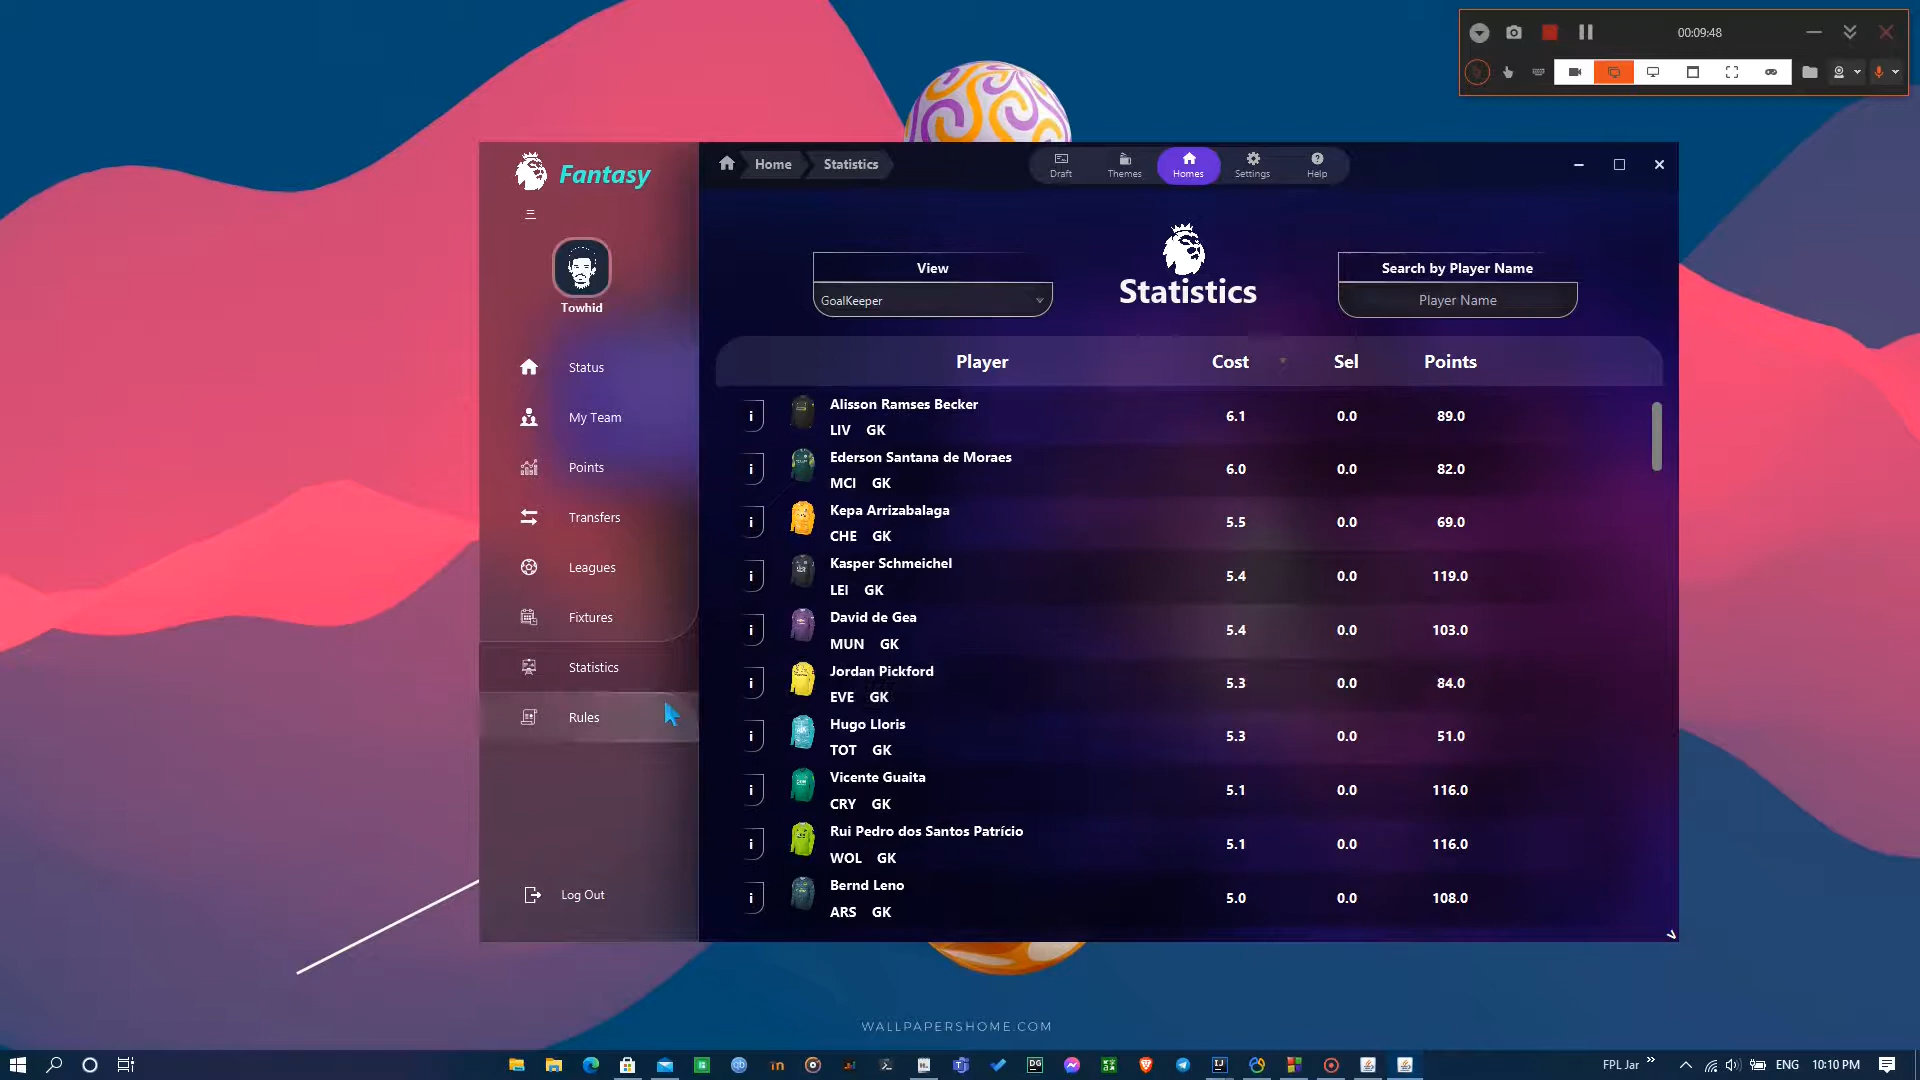 00:09:48
Fantasy
Home
Statistics
Draft
Themes
Homes
Settings
Help
Towhid
Status
My Team
Points
Transfers
Leagues
Fixtures
Statistics
Rules
Log Out
View
GoalKeeper
Statistics
Search by Player Name
Player Name
Player Cost Sel Points
i
Alisson Ramses Becker
LIV GK
6.1 0.0 89.0
i
Ederson Santana de Moraes
MCI GK
6.0 0.0 82.0
i
Kepa Arrizabalaga
CHE GK
5.5 0.0 69.0
i
Kasper Schmeichel
LEI GK
5.4 0.0 119.0
i
David de Gea
MUN GK
5.4 0.0 103.0
i
Jordan Pickford
EVE GK
5.3 0.0 84.0
i
Hugo Lloris
TOT GK
5.3 0.0 51.0
i
Vicente Guaita
CRY GK
5.1 0.0 116.0
i
Rui Pedro dos Santos Patrício
WOL GK
5.1 0.0 116.0
i
Bernd Leno
ARS GK
5.0 0.0 108.0
WALLPAPERSHOME.COM
FPL Jar
ENG
10:10 PM